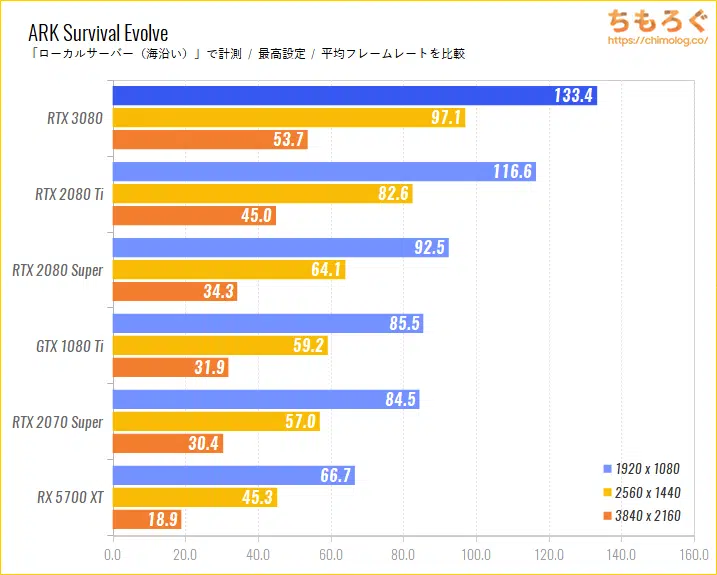 ARK Survival Evolve
「ローカルサーバー（海沿い）」で計測 / 最高設定 / 平均フレームレートを比較
ちもろぐ
https://chimolog.co/
RTX 3080
133.4
97.1
53.7
RTX 2080 Ti
116.6
82.6
45.0
RTX 2080 Super
92.5
64.1
34.3
GTX 1080 Ti
85.5
59.2
31.9
RTX 2070 Super
84.5
57.0
30.4
RX 5700 XT
66.7
45.3
18.9
1920 x 1080
2560 x 1440
3840 x 2160
0.0 20.0 40.0 60.0 80.0 100.0 120.0 140.0 160.0